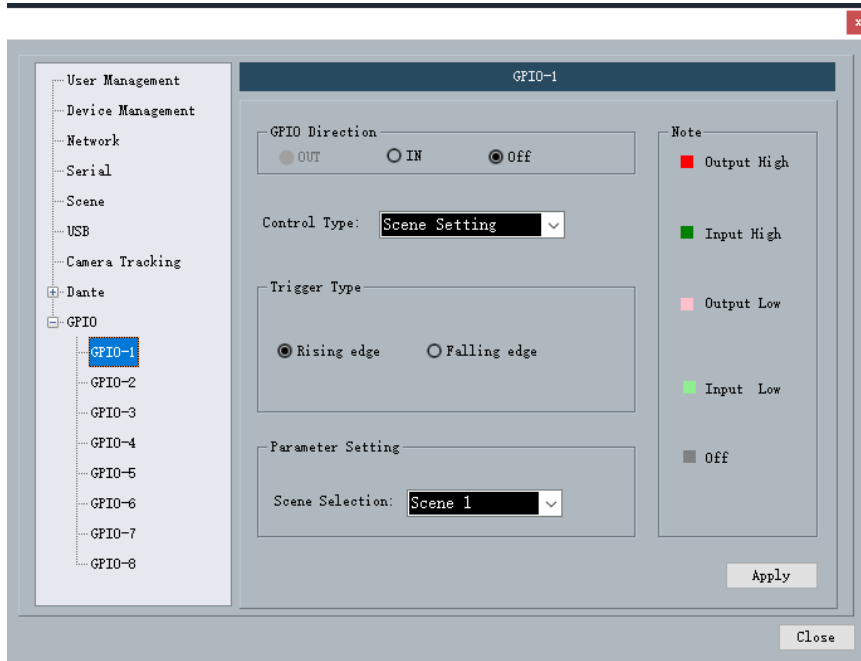 x
User Management
Device Management
Network
Serial
Scene
USB
Camera Tracking
Dante
GPIO
GPIO-1
GPIO-2
GPIO-3
GPIO-4
GPIO-5
GPIO-6
GPIO-7
GPIO-8
GPIO-1
GPIO Direction
OUT IN Off
Control Type: Scene Setting
Trigger Type
Rising edge Falling edge
Parameter Setting
Scene Selection: Scene 1
Note
Output High
Input High
Output Low
Input Low
Off
Apply
Close